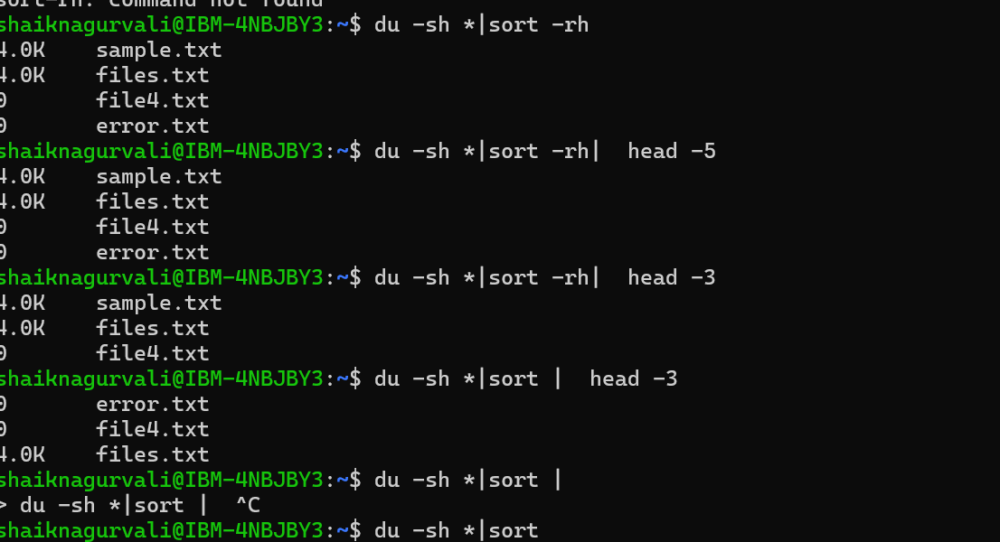 sort-rh: command not found
shaiknagurvali@IBM-4NBJBY3:~$ du -sh *|sort -rh
4.0K    sample.txt
4.0K    files.txt
0       file4.txt
0       error.txt
shaiknagurvali@IBM-4NBJBY3:~$ du -sh *|sort -rh|  head -5
4.0K    sample.txt
4.0K    files.txt
0       file4.txt
0       error.txt
shaiknagurvali@IBM-4NBJBY3:~$ du -sh *|sort -rh|  head -3
4.0K    sample.txt
4.0K    files.txt
0       file4.txt
shaiknagurvali@IBM-4NBJBY3:~$ du -sh *|sort |  head -3
0       error.txt
0       file4.txt
4.0K    files.txt
shaiknagurvali@IBM-4NBJBY3:~$ du -sh *|sort |
> du -sh *|sort |  ^C
shaiknagurvali@IBM-4NBJBY3:~$ du -sh *|sort